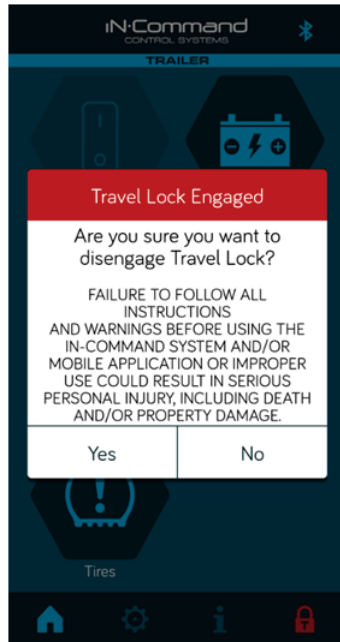 iN·Command
CONTROL SYSTEMS
TRAILER
Travel Lock Engaged
Are you sure you want to
disengage Travel Lock?
FAILURE TO FOLLOW ALL
INSTRUCTIONS
AND WARNINGS BEFORE USING THE
IN-COMMAND SYSTEM AND/OR
MOBILE APPLICATION OR IMPROPER
USE COULD RESULT IN SERIOUS
PERSONAL INJURY, INCLUDING DEATH
AND/OR PROPERTY DAMAGE.
Yes No
Tires